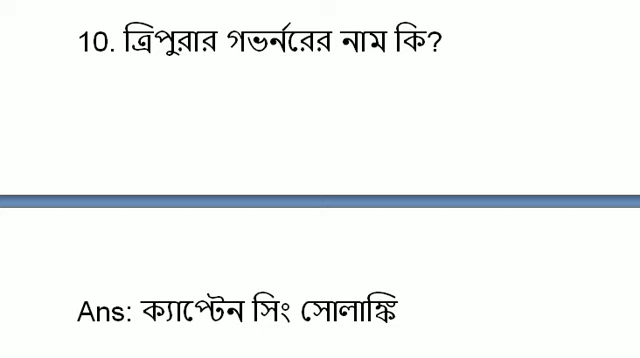 10. ত্রিপুরার গভর্নরের নাম কি?
Ans: ক্যাপ্টেন সিং সোলাঙ্কি